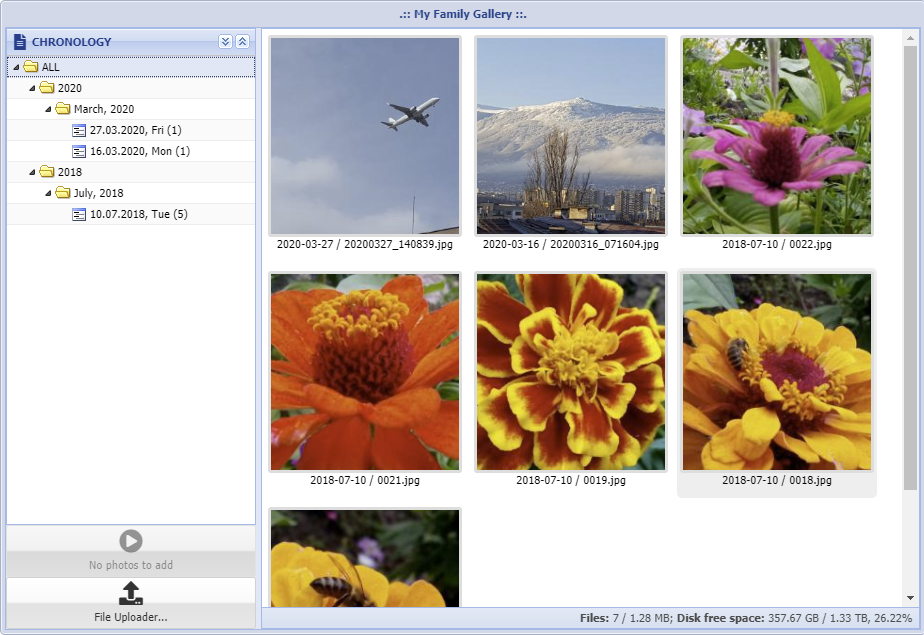 .:: My Family Gallery ::.
CHRONOLOGY
ALL
2020
March, 2020
27.03.2020, Fri (1)
16.03.2020, Mon (1)
2018
July, 2018
10.07.2018, Tue (5)
No photos to add
File Uploader...
2020-03-27 / 20200327_140839.jpg
2020-03-16 / 20200316_071604.jpg
2018-07-10 / 0022.jpg
2018-07-10 / 0021.jpg
2018-07-10 / 0019.jpg
2018-07-10 / 0018.jpg
Files: 7 / 1.28 MB; Disk free space: 357.67 GB / 1.33 TB, 26.22%